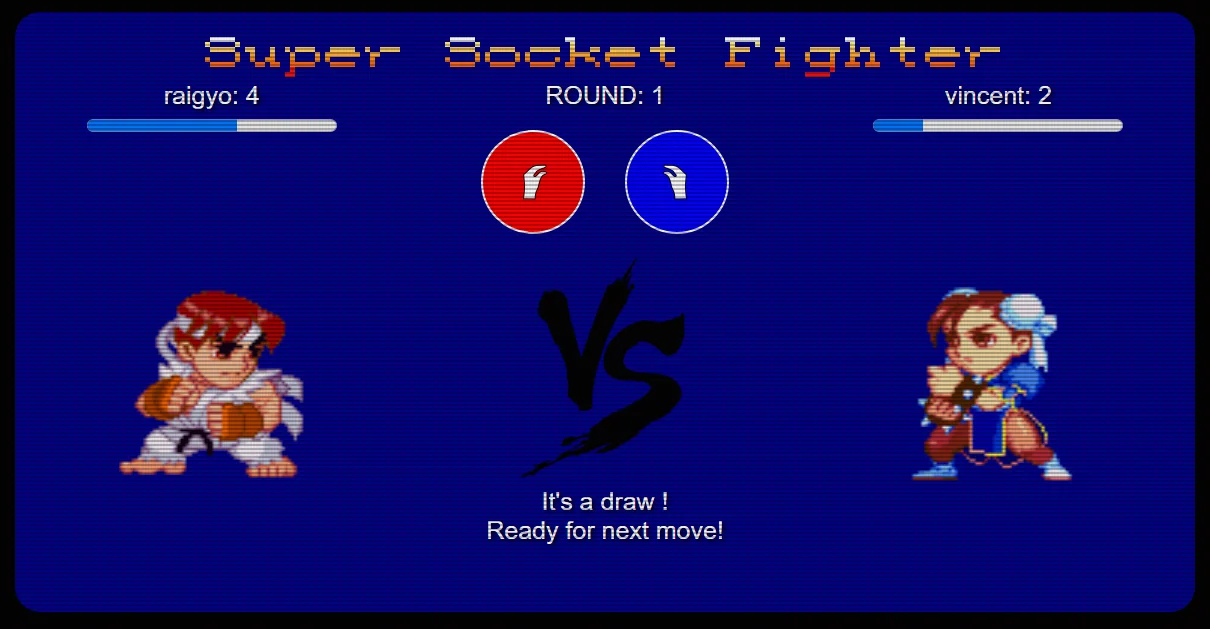 Super Socket Fighter
raigyo: 4
ROUND: 1
vincent: 2
VS
It's a draw !
Ready for next move!